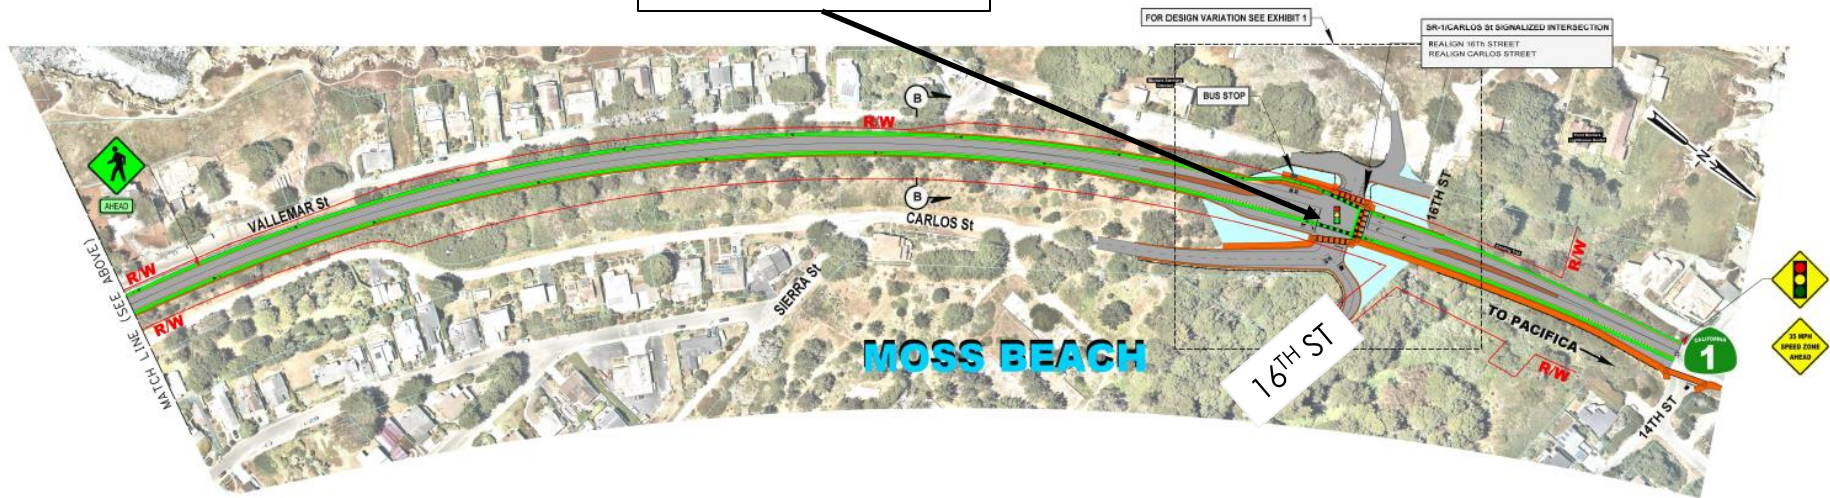 FOR DESIGN VARIATION SEE EXHIBIT 1
SR-1/CARLOS St SIGNALIZED INTERSECTION
REALIGN 16Th STREET
REALIGN CARLOS STREET
BUS STOP
B
R/W
AHEAD
VALLEMAR St
B
CARLOS St
16TH ST
R/W
N
MATCH LINE (SEE ABOVE)
R/W
R/W
SIERRA St
MOSS BEACH
16TH ST
TO PACIFICA
R/W
CALIFORNIA
1
35 MPH
SPEED ZONE
AHEAD
14TH ST